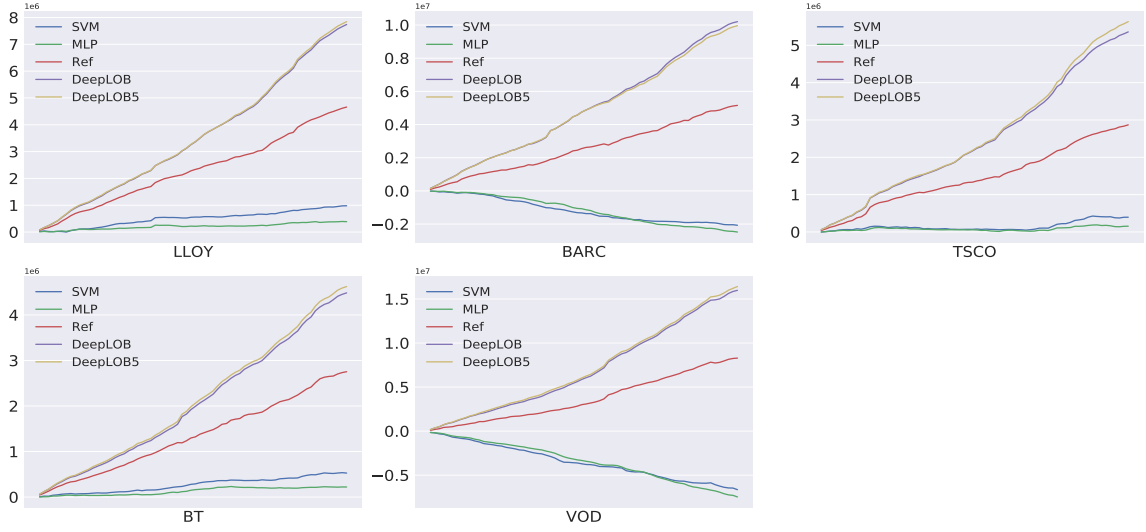 1e6
8
7
6
5
4
3
2
1
0
SVM
MLP
Ref
DeepLOB
DeepLOB5
LLOY
1e7
1.0
0.8
0.6
0.4
0.2
0.0
−0.2
SVM
MLP
Ref
DeepLOB
DeepLOB5
BARC
1e6
5
4
3
2
1
0
SVM
MLP
Ref
DeepLOB
DeepLOB5
TSCO
1e6
4
3
2
1
0
SVM
MLP
Ref
DeepLOB
DeepLOB5
BT
1e7
1.5
1.0
0.5
0.0
−0.5
SVM
MLP
Ref
DeepLOB
DeepLOB5
VOD